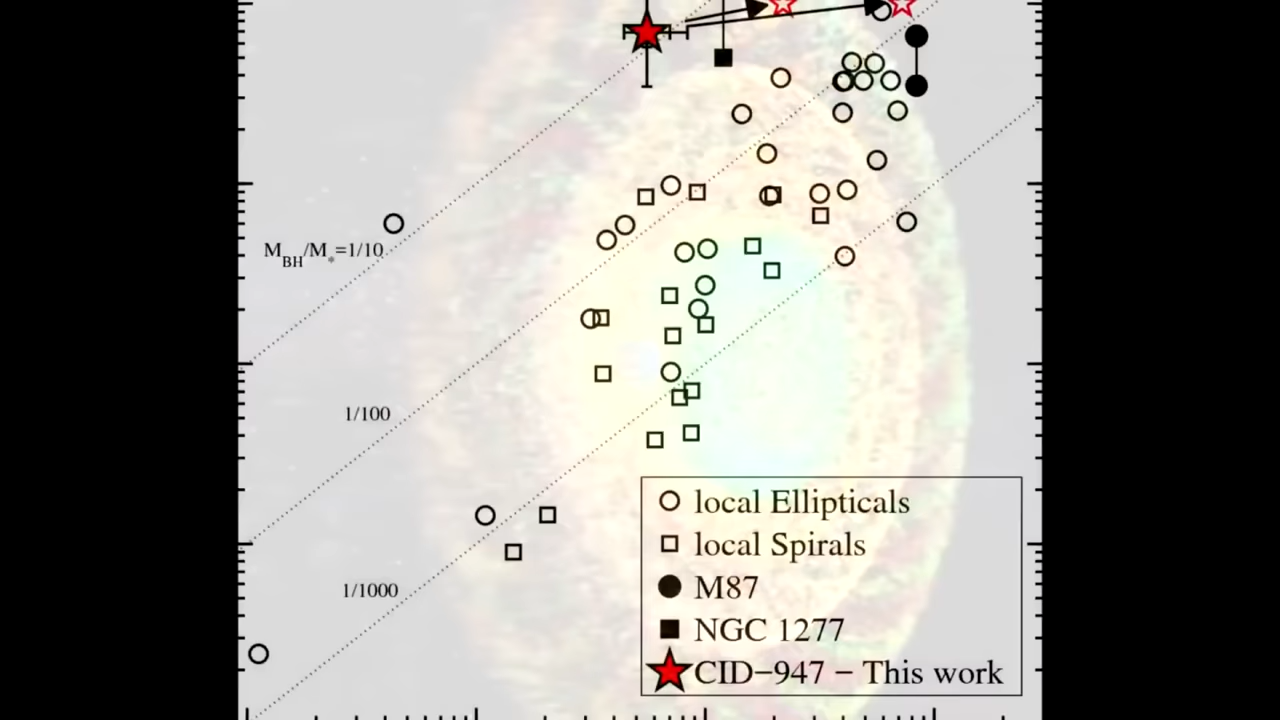 M_BH/M_*=1/10
1/100
1/1000
local Ellipticals
local Spirals
M87
NGC 1277
CID−947 − This work